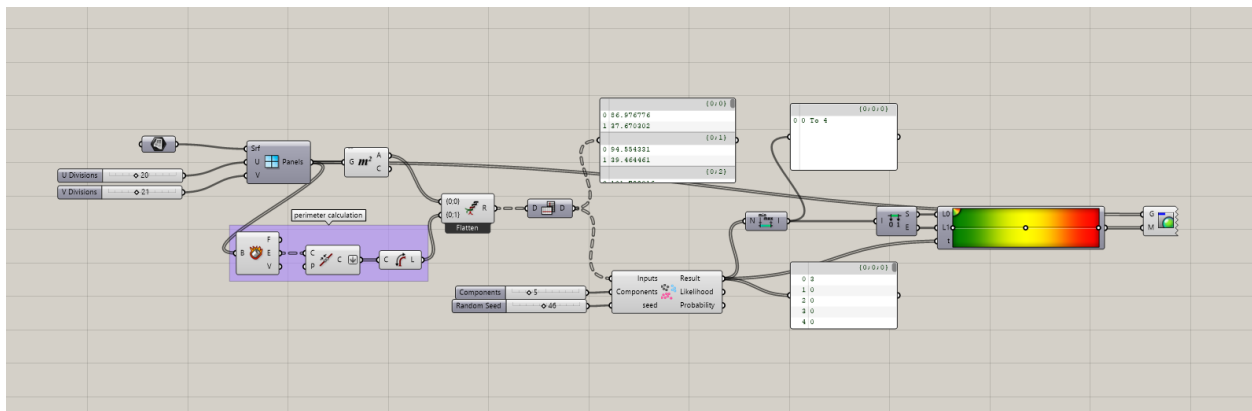 {0;0}
0 86.976776
1 37.670302
{0;1}
0 94.554331
1 39.464461
{0;2}
{0;0;0}
0 0 To 4
Srf
U
V
Panels
G m² A
C
U Divisions 20
V Divisions 21
{0;0}
{0;1}
R
Flatten
D D
perimeter calculation
B
F
E
V
C
P
C
C L
N I
I
S
E
0 1
L0
L1
t
G
M
Inputs
Components
seed
Result
Likelihood
Probability
Components 5
Random Seed 46
{0;0;0}
0 3
1 0
2 0
3 0
4 0